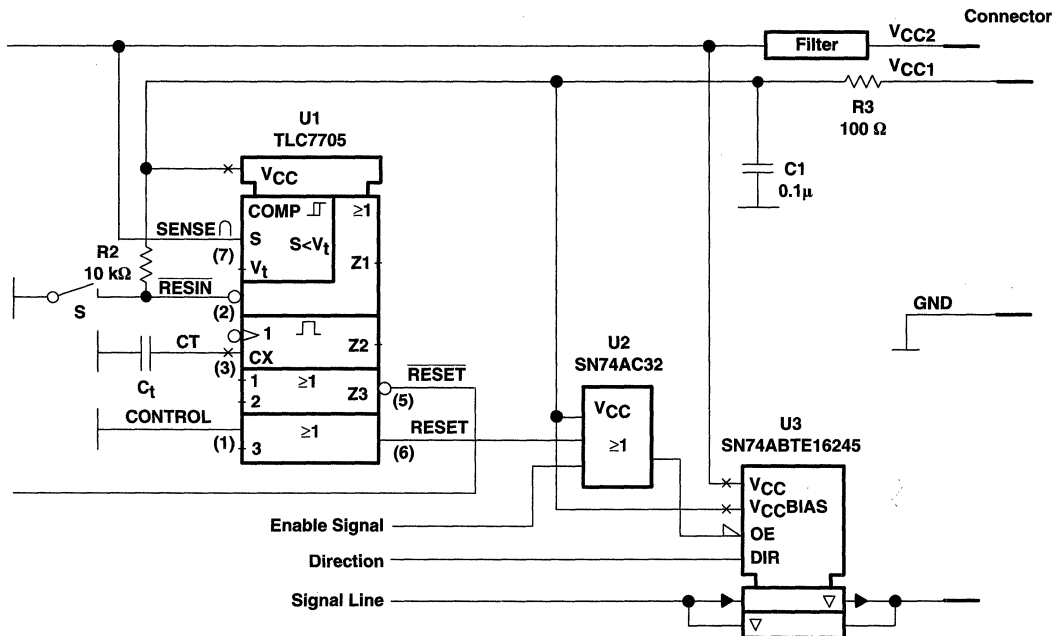 Connector
Filter
VCC2
VCC1
R3
100 Ω
C1
0.1μ
U1
TLC7705
VCC
COMP
≥1
SENSE
S
S<Vt
(7)
Vt
Z1
R2
10 kΩ
RESIN
S
(2)
1
CT
Z2
(3)
CX
Ct
1
≥1
Z3
RESET
(5)
2
CONTROL
(1)
≥1
RESET
(6)
3
GND
U2
SN74AC32
VCC
≥1
U3
SN74ABTE16245
VCC
VCCBIAS
OE
DIR
Enable Signal
Direction
Signal Line